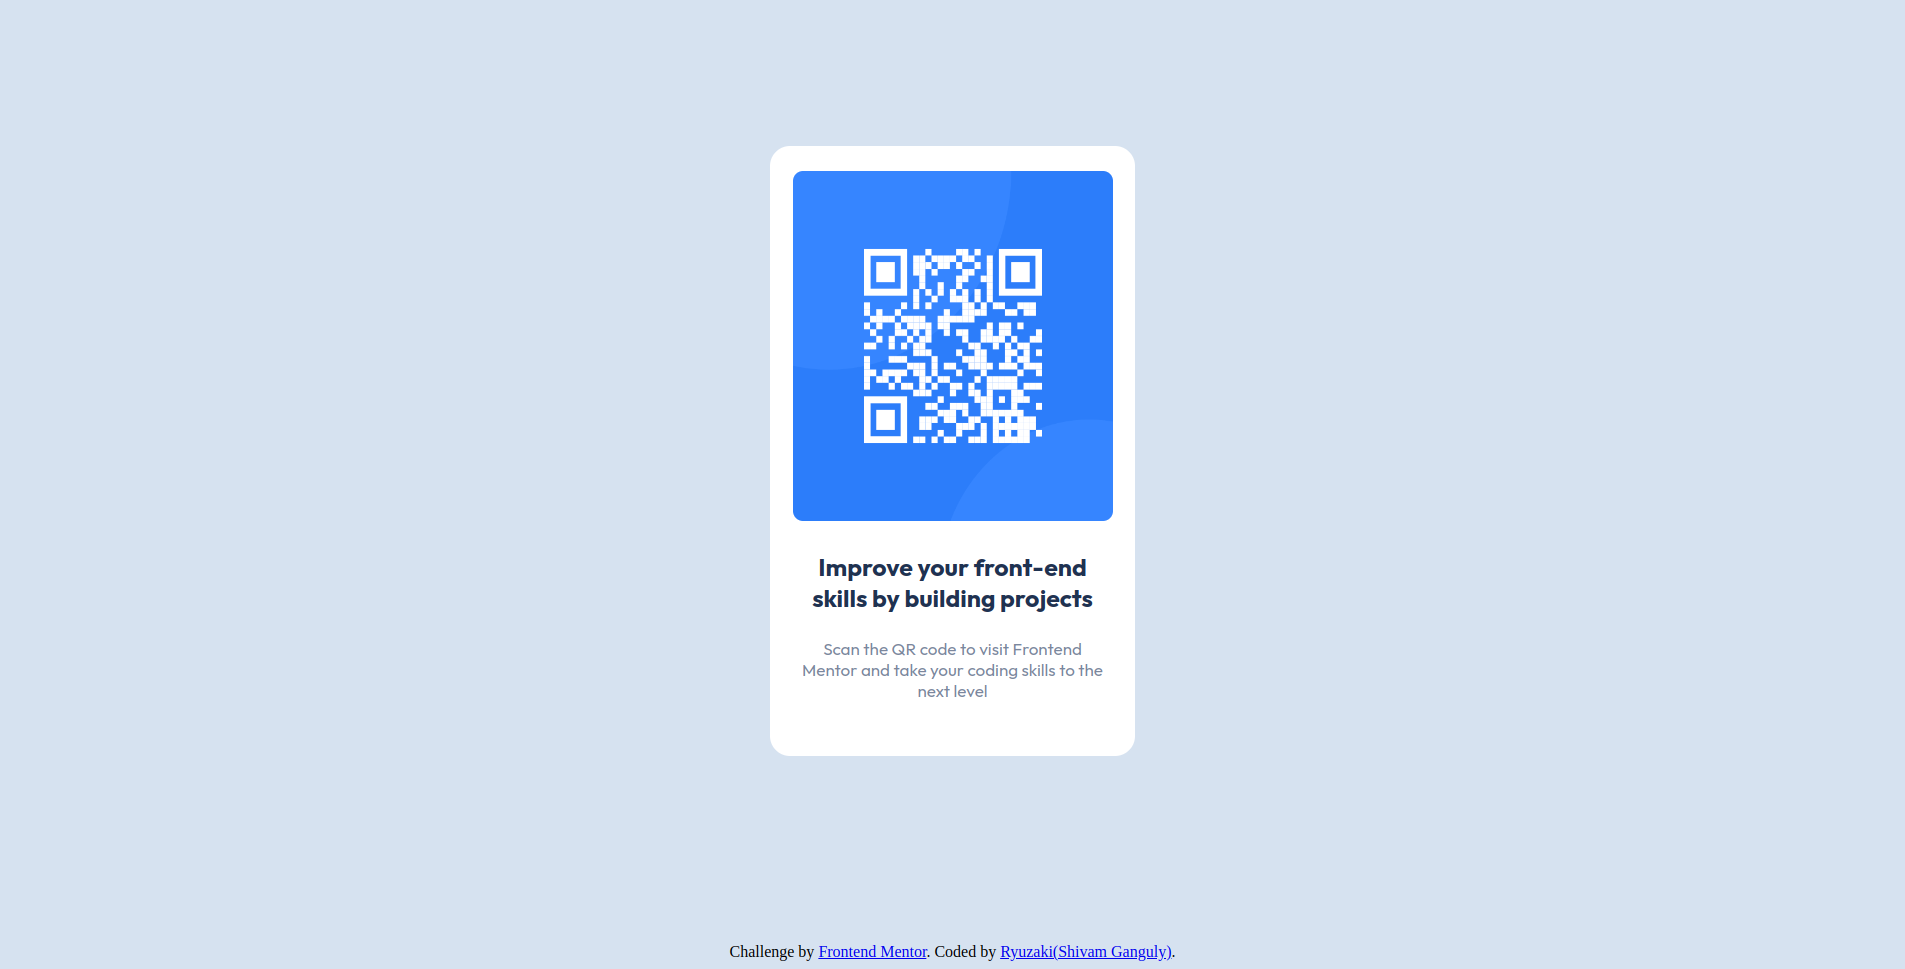 Improve your front-end
skills by building projects
Scan the QR code to visit Frontend
Mentor and take your coding skills to the
next level
Challenge by Frontend Mentor. Coded by Ryuzaki(Shivam Ganguly).